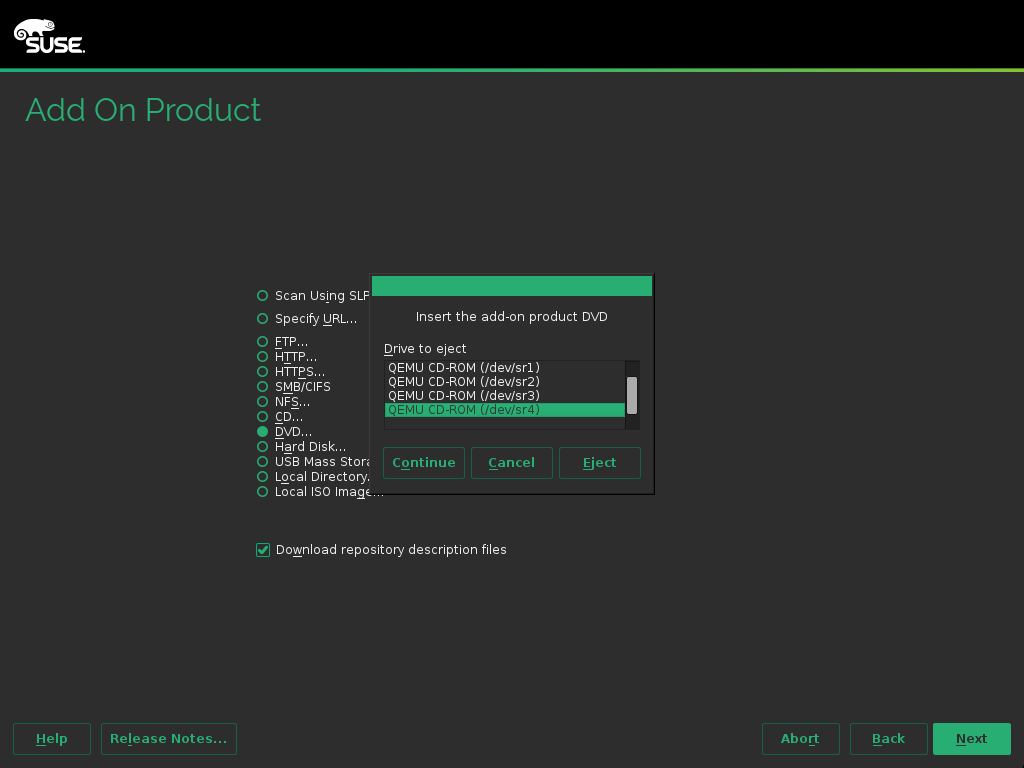 SUSE.
Add On Product
Scan Using SLP
Specify URL...
FTP...
HTTP...
HTTPS...
SMB/CIFS
NFS...
CD...
DVD...
Hard Disk...
USB Mass Stora
Local Directory.
Local ISO Image...
Insert the add-on product DVD
Drive to eject
QEMU CD-ROM (/dev/sr1)
QEMU CD-ROM (/dev/sr2)
QEMU CD-ROM (/dev/sr3)
QEMU CD-ROM (/dev/sr4)
Continue Cancel Eject
Download repository description files
Help Release Notes... Abort Back Next